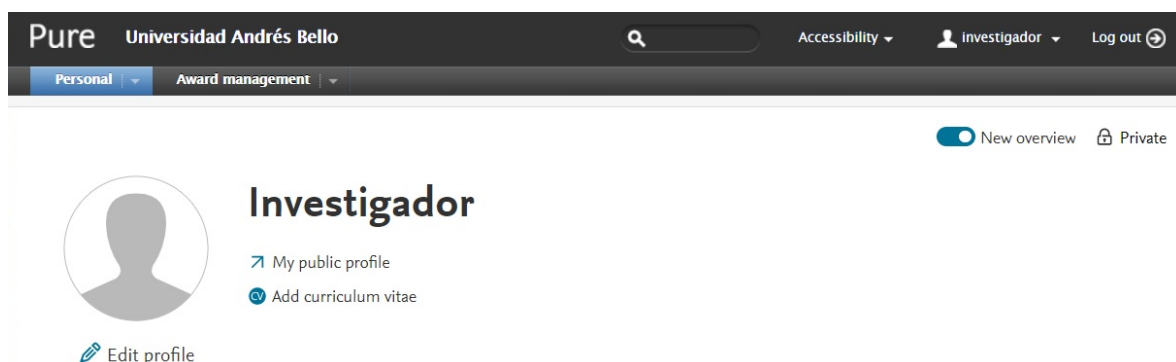 Pure Universidad Andrés Bello Accessibility investigador Log out
Personal Award management
New overview Private
Investigador
My public profile
CV Add curriculum vitae
Edit profile